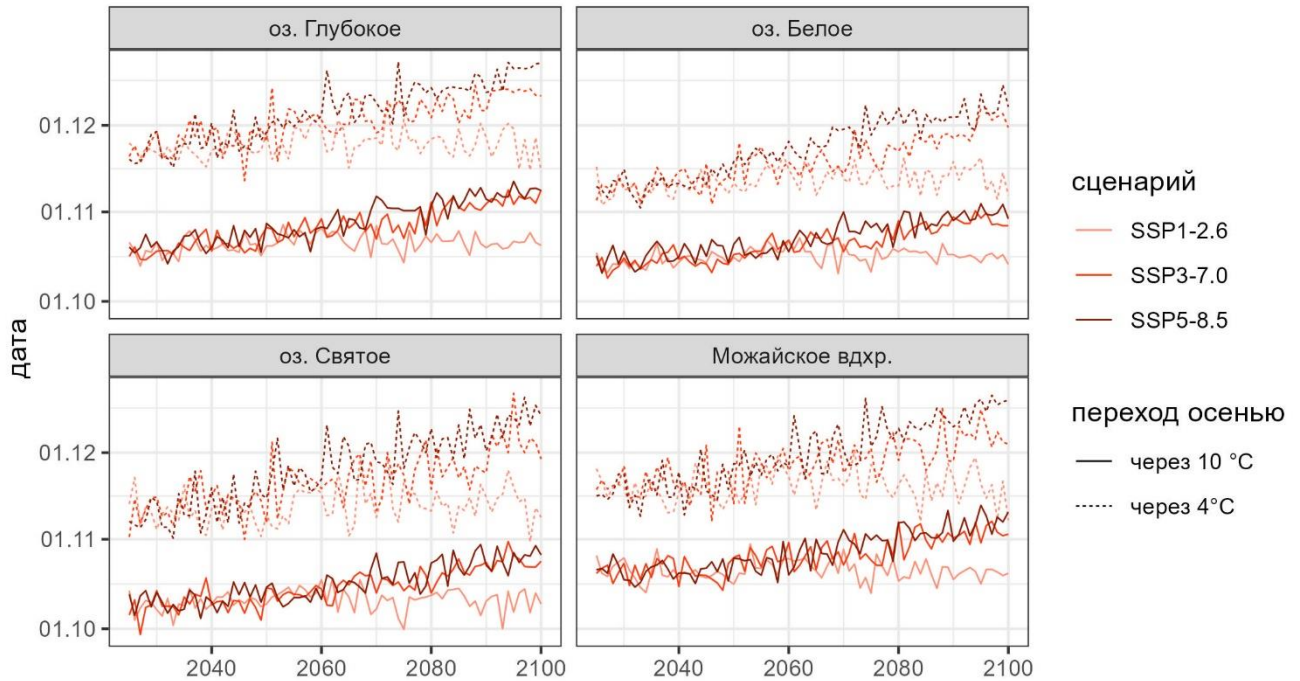 оз. Глубокое
оз. Белое
01.12
01.11
01.10
дата
оз. Святое
Можайское вдхр.
01.12
01.11
01.10
2040 2060 2080 2100
2040 2060 2080 2100
сценарий
SSP1-2.6
SSP3-7.0
SSP5-8.5
переход осенью
через 10 °C
через 4°C